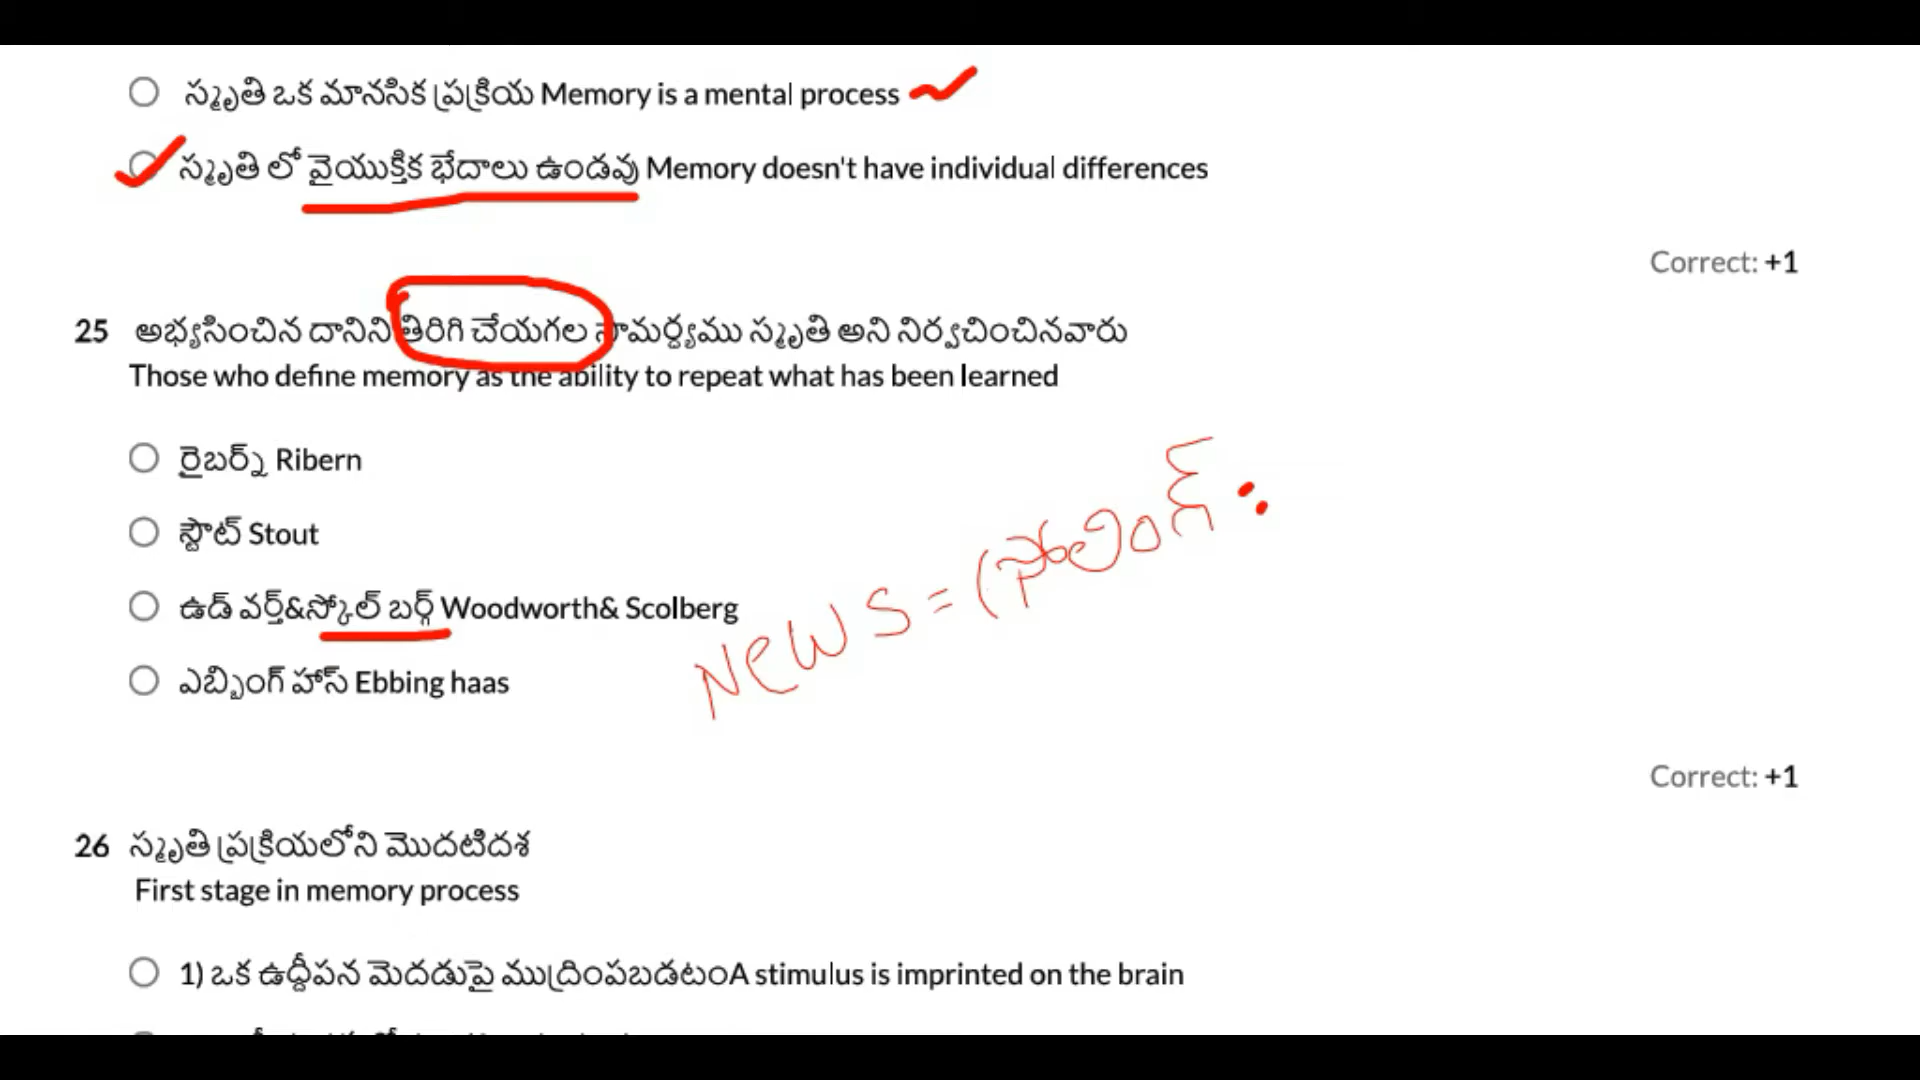 స్మృతి ఒక మానసిక ప్రక్రియ Memory is a mental process
స్మృతి లో వైయుక్తిక భేదాలు ఉండవు Memory doesn't have individual differences
Correct: +1
25 అభ్యసించిన దానిని తిరిగి చేయగల సామర్థ్యము స్మృతి అని నిర్వచించినవారు
Those who define memory as the ability to repeat what has been learned
రైబర్న్ Ribern
స్టౌట్ Stout
ఉడ్ వర్త్&స్కోల్ బర్గ్ Woodworth& Scolberg
ఎబ్బింగ్ హాస్ Ebbing haas
News = (
Correct: +1
26 స్మృతి ప్రక్రియలోని మొదటిదశ
First stage in memory process
1) ఒక ఉద్దీపన మెదడుపై ముద్రింపబడటంA stimulus is imprinted on the brain